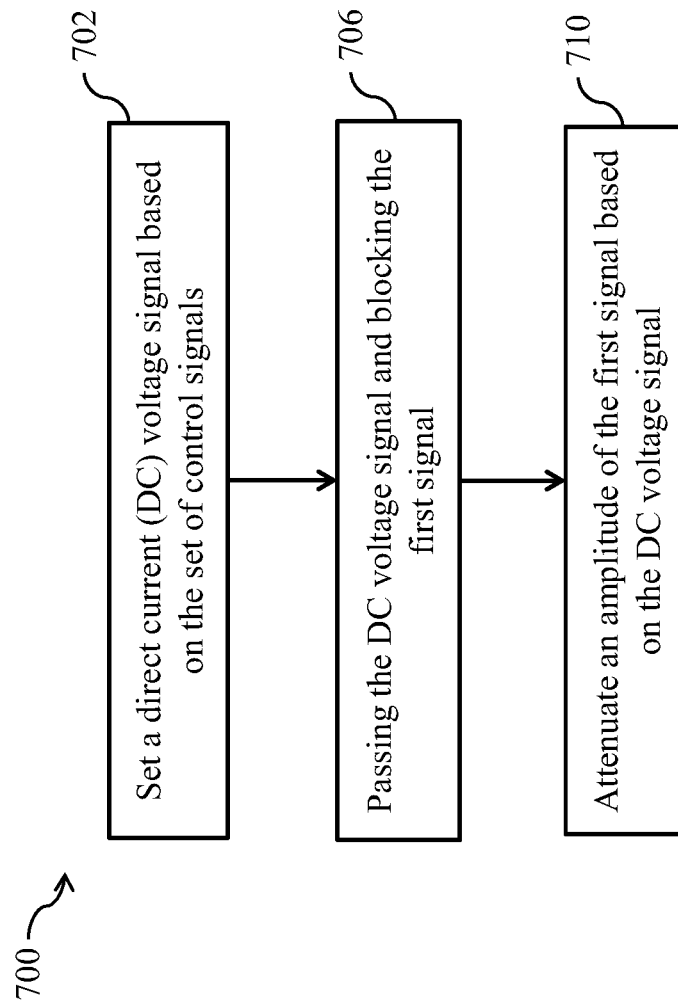 700
702
Set a direct current (DC) voltage signal based
on the set of control signals
706
Passing the DC voltage signal and blocking the
first signal
710
Attenuate an amplitude of the first signal based
on the DC voltage signal